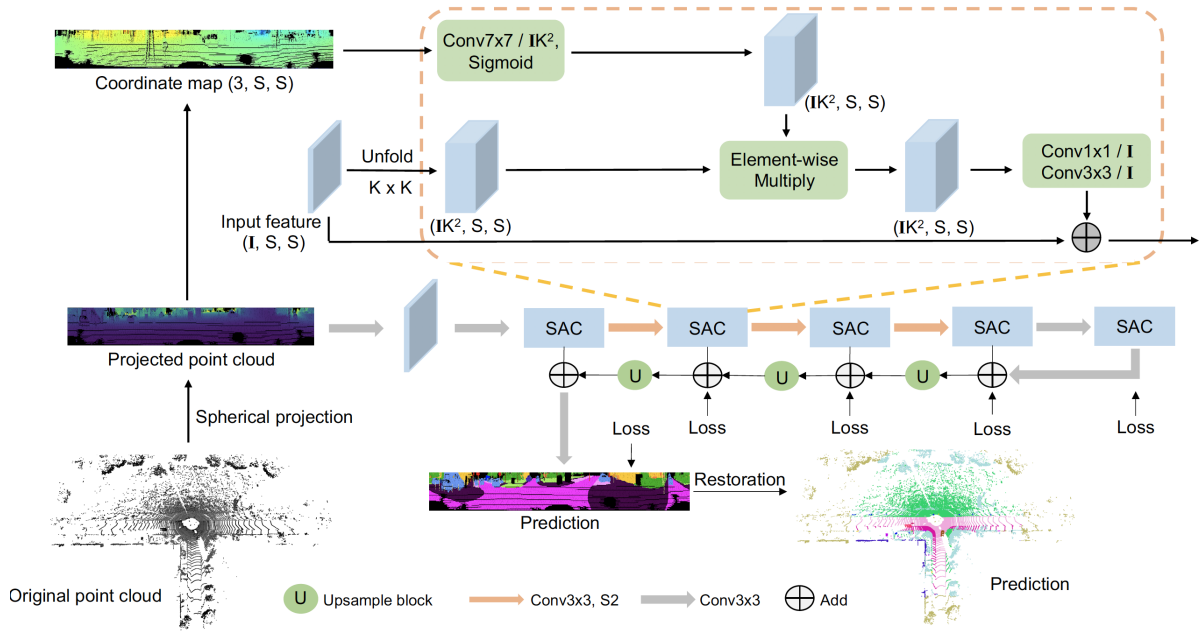 Conv7x7 / IK²,
Sigmoid
Coordinate map (3, S, S)
(IK², S, S)
Unfold
K x K
Element-wise
Multiply
Conv1x1 / I
Conv3x3 / I
Input feature
(I, S, S)
(IK², S, S)
(IK², S, S)
SAC
SAC
SAC
SAC
SAC
Projected point cloud
U
U
U
Spherical projection
Loss
Loss
Loss
Loss
Loss
Restoration
Prediction
Original point cloud
U
Upsample block
Conv3x3, S2
Conv3x3
Add
Prediction